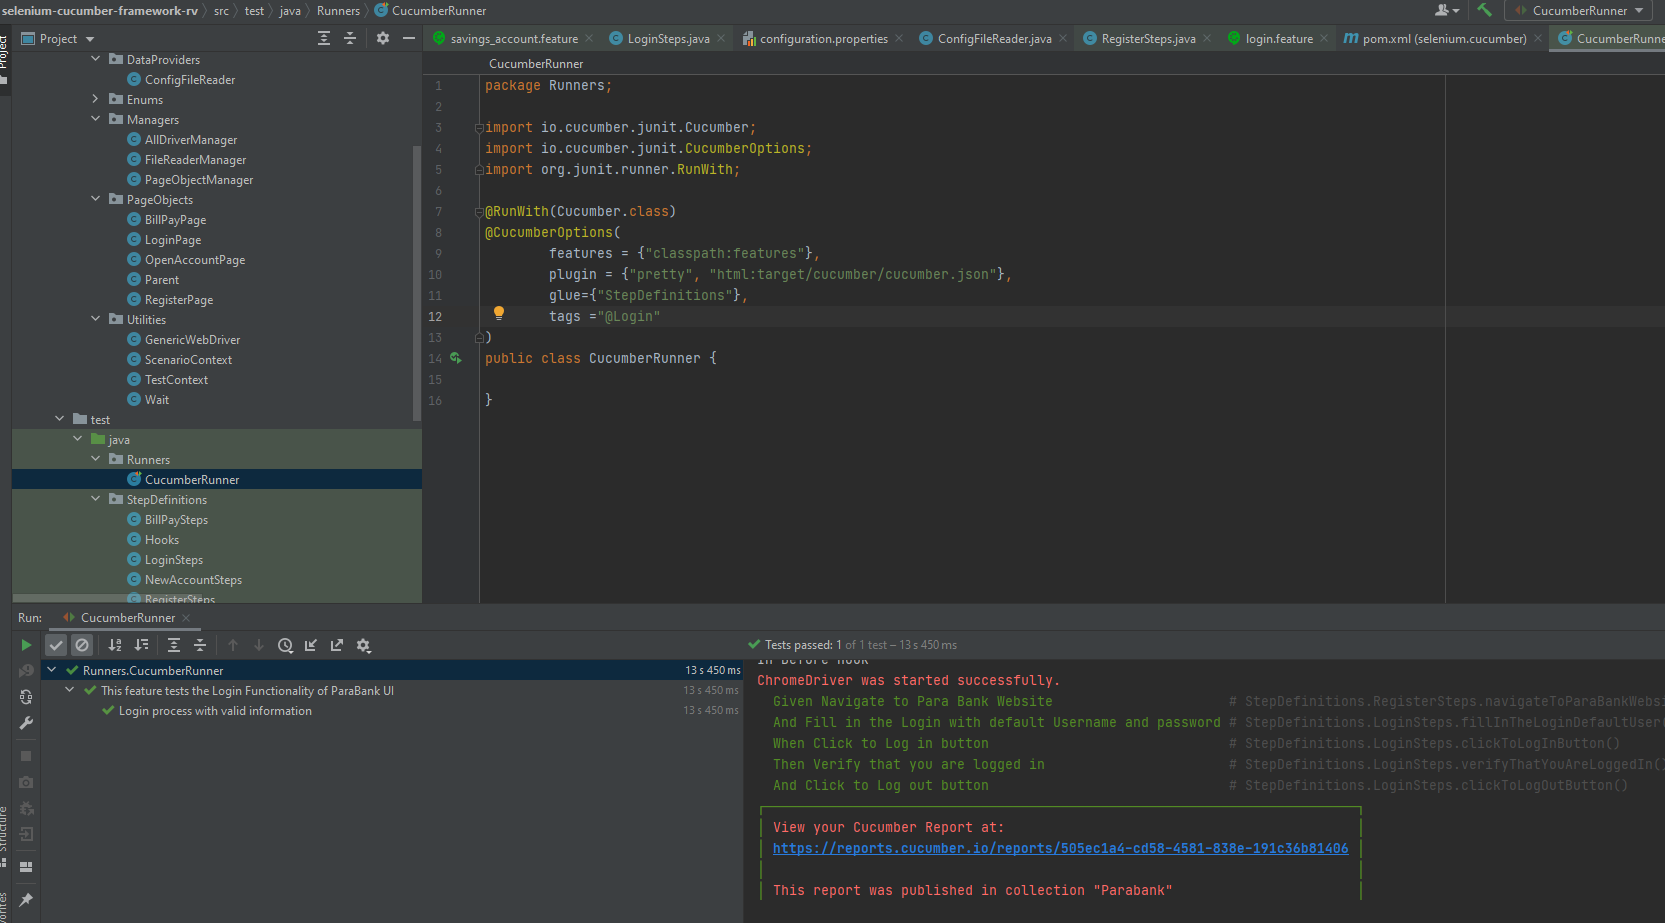 selenium-cucumber-framework-rv src test java Runners CucumberRunner
CucumberRunner
Project
Project
savings_account.feature LoginSteps.java configuration.properties ConfigFileReader.java RegisterSteps.java login.feature pom.xml (selenium.cucumber) CucumberRunne
DataProviders
ConfigFileReader
Enums
Managers
AllDriverManager
FileReaderManager
PageObjectManager
PageObjects
BillPayPage
LoginPage
OpenAccountPage
Parent
RegisterPage
Utilities
GenericWebDriver
ScenarioContext
TestContext
Wait
test
java
Runners
CucumberRunner
StepDefinitions
BillPaySteps
Hooks
LoginSteps
NewAccountSteps
RegisterSteps
CucumberRunner
1 package Runners;
2
3 import io.cucumber.junit.Cucumber;
4 import io.cucumber.junit.CucumberOptions;
5 import org.junit.runner.RunWith;
6
7 @RunWith(Cucumber.class)
8 @CucumberOptions(
9 features = {"classpath:features"},
10 plugin = {"pretty", "html:target/cucumber/cucumber.json"},
11 glue={"StepDefinitions"},
12 tags ="@Login"
13 )
14 public class CucumberRunner {
15
16 }
Run: CucumberRunner
Tests passed: 1 of 1 test – 13 s 450 ms
Runners.CucumberRunner 13 s 450 ms
This feature tests the Login Functionality of ParaBank UI 13 s 450 ms
Login process with valid information 13 s 450 ms
In Before Hook
ChromeDriver was started successfully.
Given Navigate to Para Bank Website # StepDefinitions.RegisterSteps.navigateToParaBankWebsi
And Fill in the Login with default Username and password # StepDefinitions.LoginSteps.fillInTheLoginDefaultUser(
When Click to Log in button # StepDefinitions.LoginSteps.clickToLogInButton()
Then Verify that you are logged in # StepDefinitions.LoginSteps.verifyThatYouAreLoggedIn()
And Click to Log out button # StepDefinitions.LoginSteps.clickToLogOutButton()
View your Cucumber Report at:
https://reports.cucumber.io/reports/505ec1a4-cd58-4581-838e-191c36b81406
This report was published in collection "Parabank"
Structure